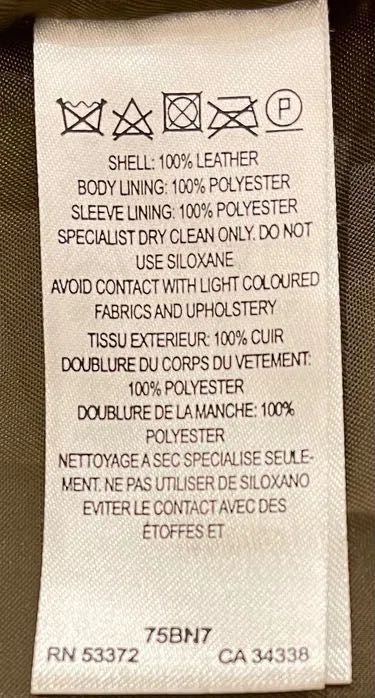 P
SHELL: 100% LEATHER
BODY LINING: 100% POLYESTER
SLEEVE LINING: 100% POLYESTER
SPECIALIST DRY CLEAN ONLY. DO NOT
USE SILOXANE
AVOID CONTACT WITH LIGHT COLOURED
FABRICS AND UPHOLSTERY
TISSU EXTERIEUR: 100% CUIR
DOUBLURE DU CORPS DU VETEMENT:
100% POLYESTER
DOUBLURE DE LA MANCHE: 100%
POLYESTER
NETTOYAGE A SEC SPECIALISE SEULE-
MENT. NE PAS UTILISER DE SILOXANO
EVITER LE CONTACT AVEC DES
ÉTOFFES ET
75BN7
RN 53372 CA 34338